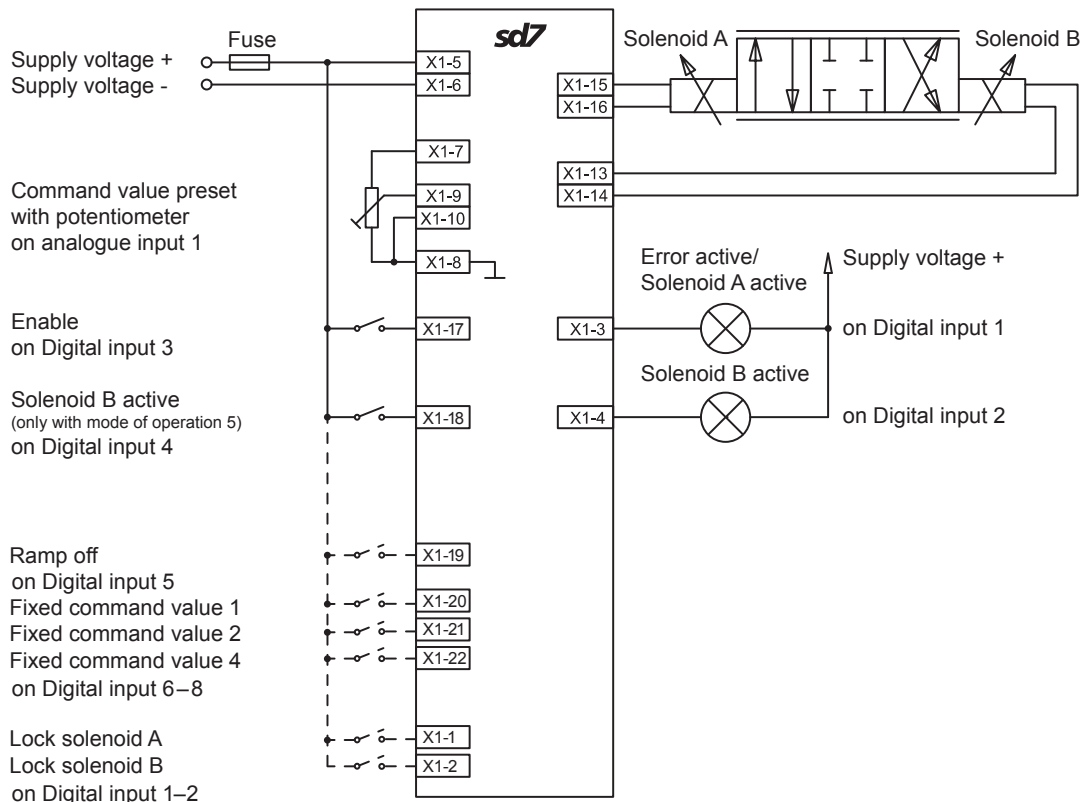 sd7
Supply voltage +
Fuse
Supply voltage -
X1-5
X1-6
X1-7
Command value preset
with potentiometer
on analogue input 1
X1-9
X1-10
X1-8
Enable
on Digital input 3
X1-17
Solenoid B active
(only with mode of operation 5)
on Digital input 4
X1-18
Ramp off
on Digital input 5
X1-19
Fixed command value 1
X1-20
Fixed command value 2
X1-21
Fixed command value 4
X1-22
on Digital input 6–8
Lock solenoid A
X1-1
Lock solenoid B
X1-2
on Digital input 1–2
Solenoid A
Solenoid B
X1-15
X1-16
X1-13
X1-14
Error active/
Solenoid A active
Supply voltage +
X1-3
on Digital input 1
Solenoid B active
X1-4
on Digital input 2